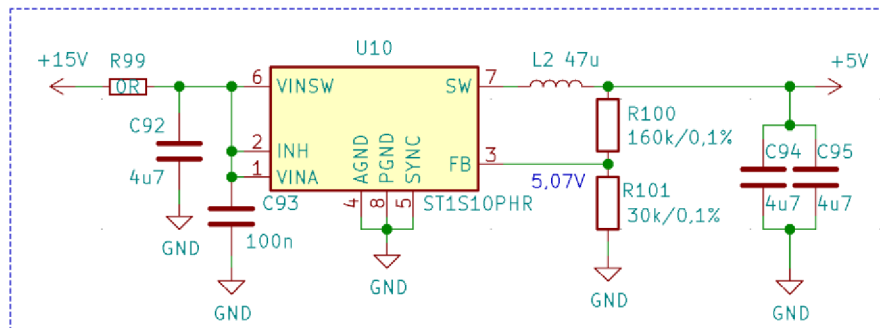 U10
+15V
R99
0R
L2 47u
+5V
6
VINSW
SW
7
C92
4u7
2
INH
1
VINA
AGND
PGND
SYNC
FB
3
4
8
5
R100
160k/0,1%
5,07V
R101
30k/0,1%
C94
C95
4u7
4u7
C93
100n
ST1S10PHR
GND
GND
GND
GND
GND